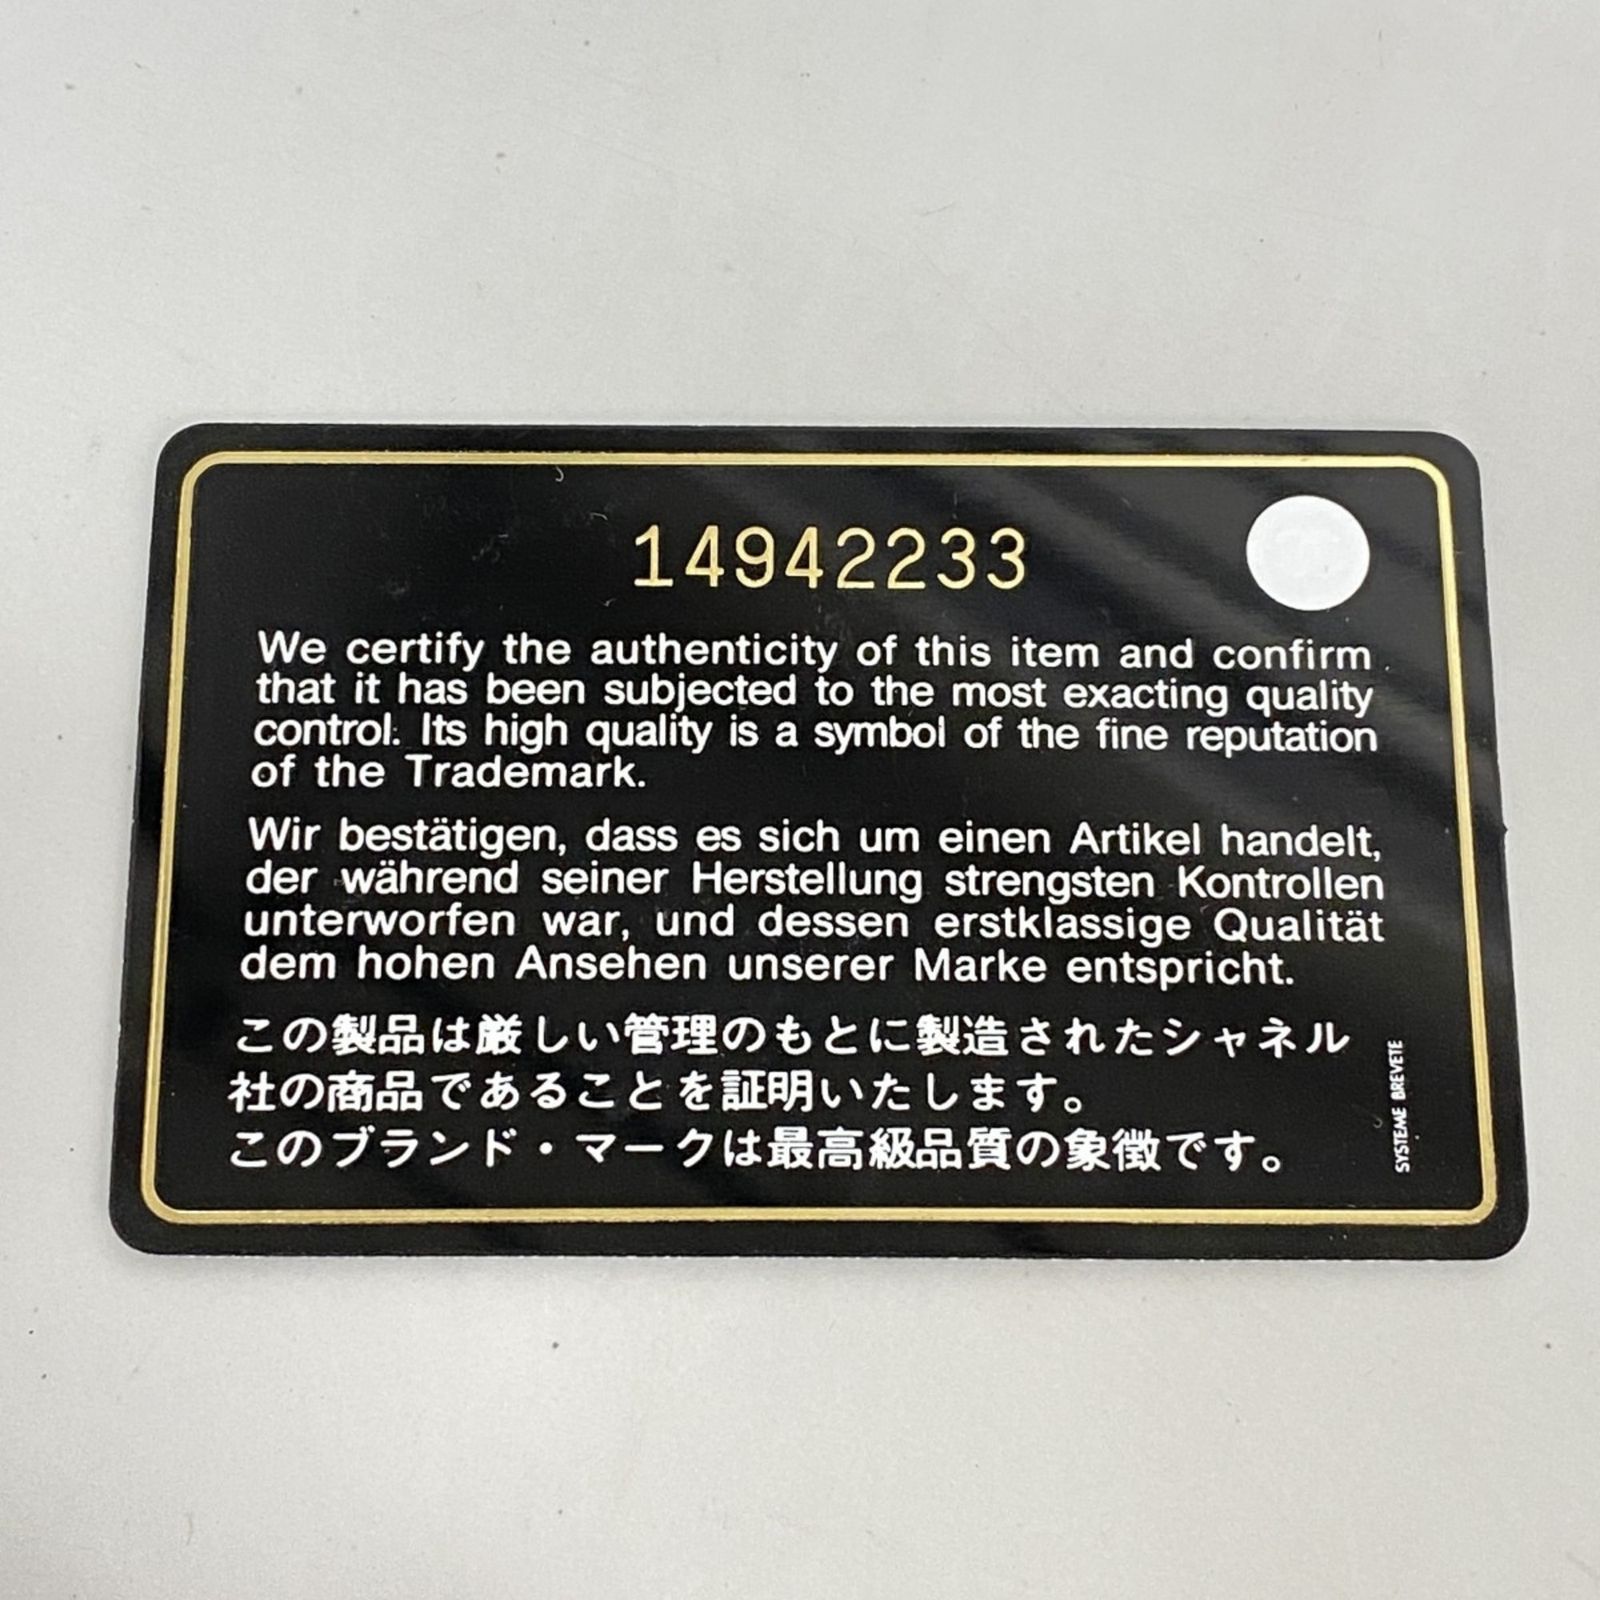 14942233
We certify the authenticity of this item and confirm
that it has been subjected to the most exacting quality
control. Its high quality is a symbol of the fine reputation
of the Trademark.
Wir bestätigen, dass es sich um einen Artikel handelt,
der während seiner Herstellung strengsten Kontrollen
unterworfen war, und dessen erstklassige Qualität
dem hohen Ansehen unserer Marke entspricht.
この製品は厳しい管理のもとに製造されたシャネル
社の商品であることを証明いたします。
このブランド・マークは最高級品質の象徴です。
SYSTEME BREVETE